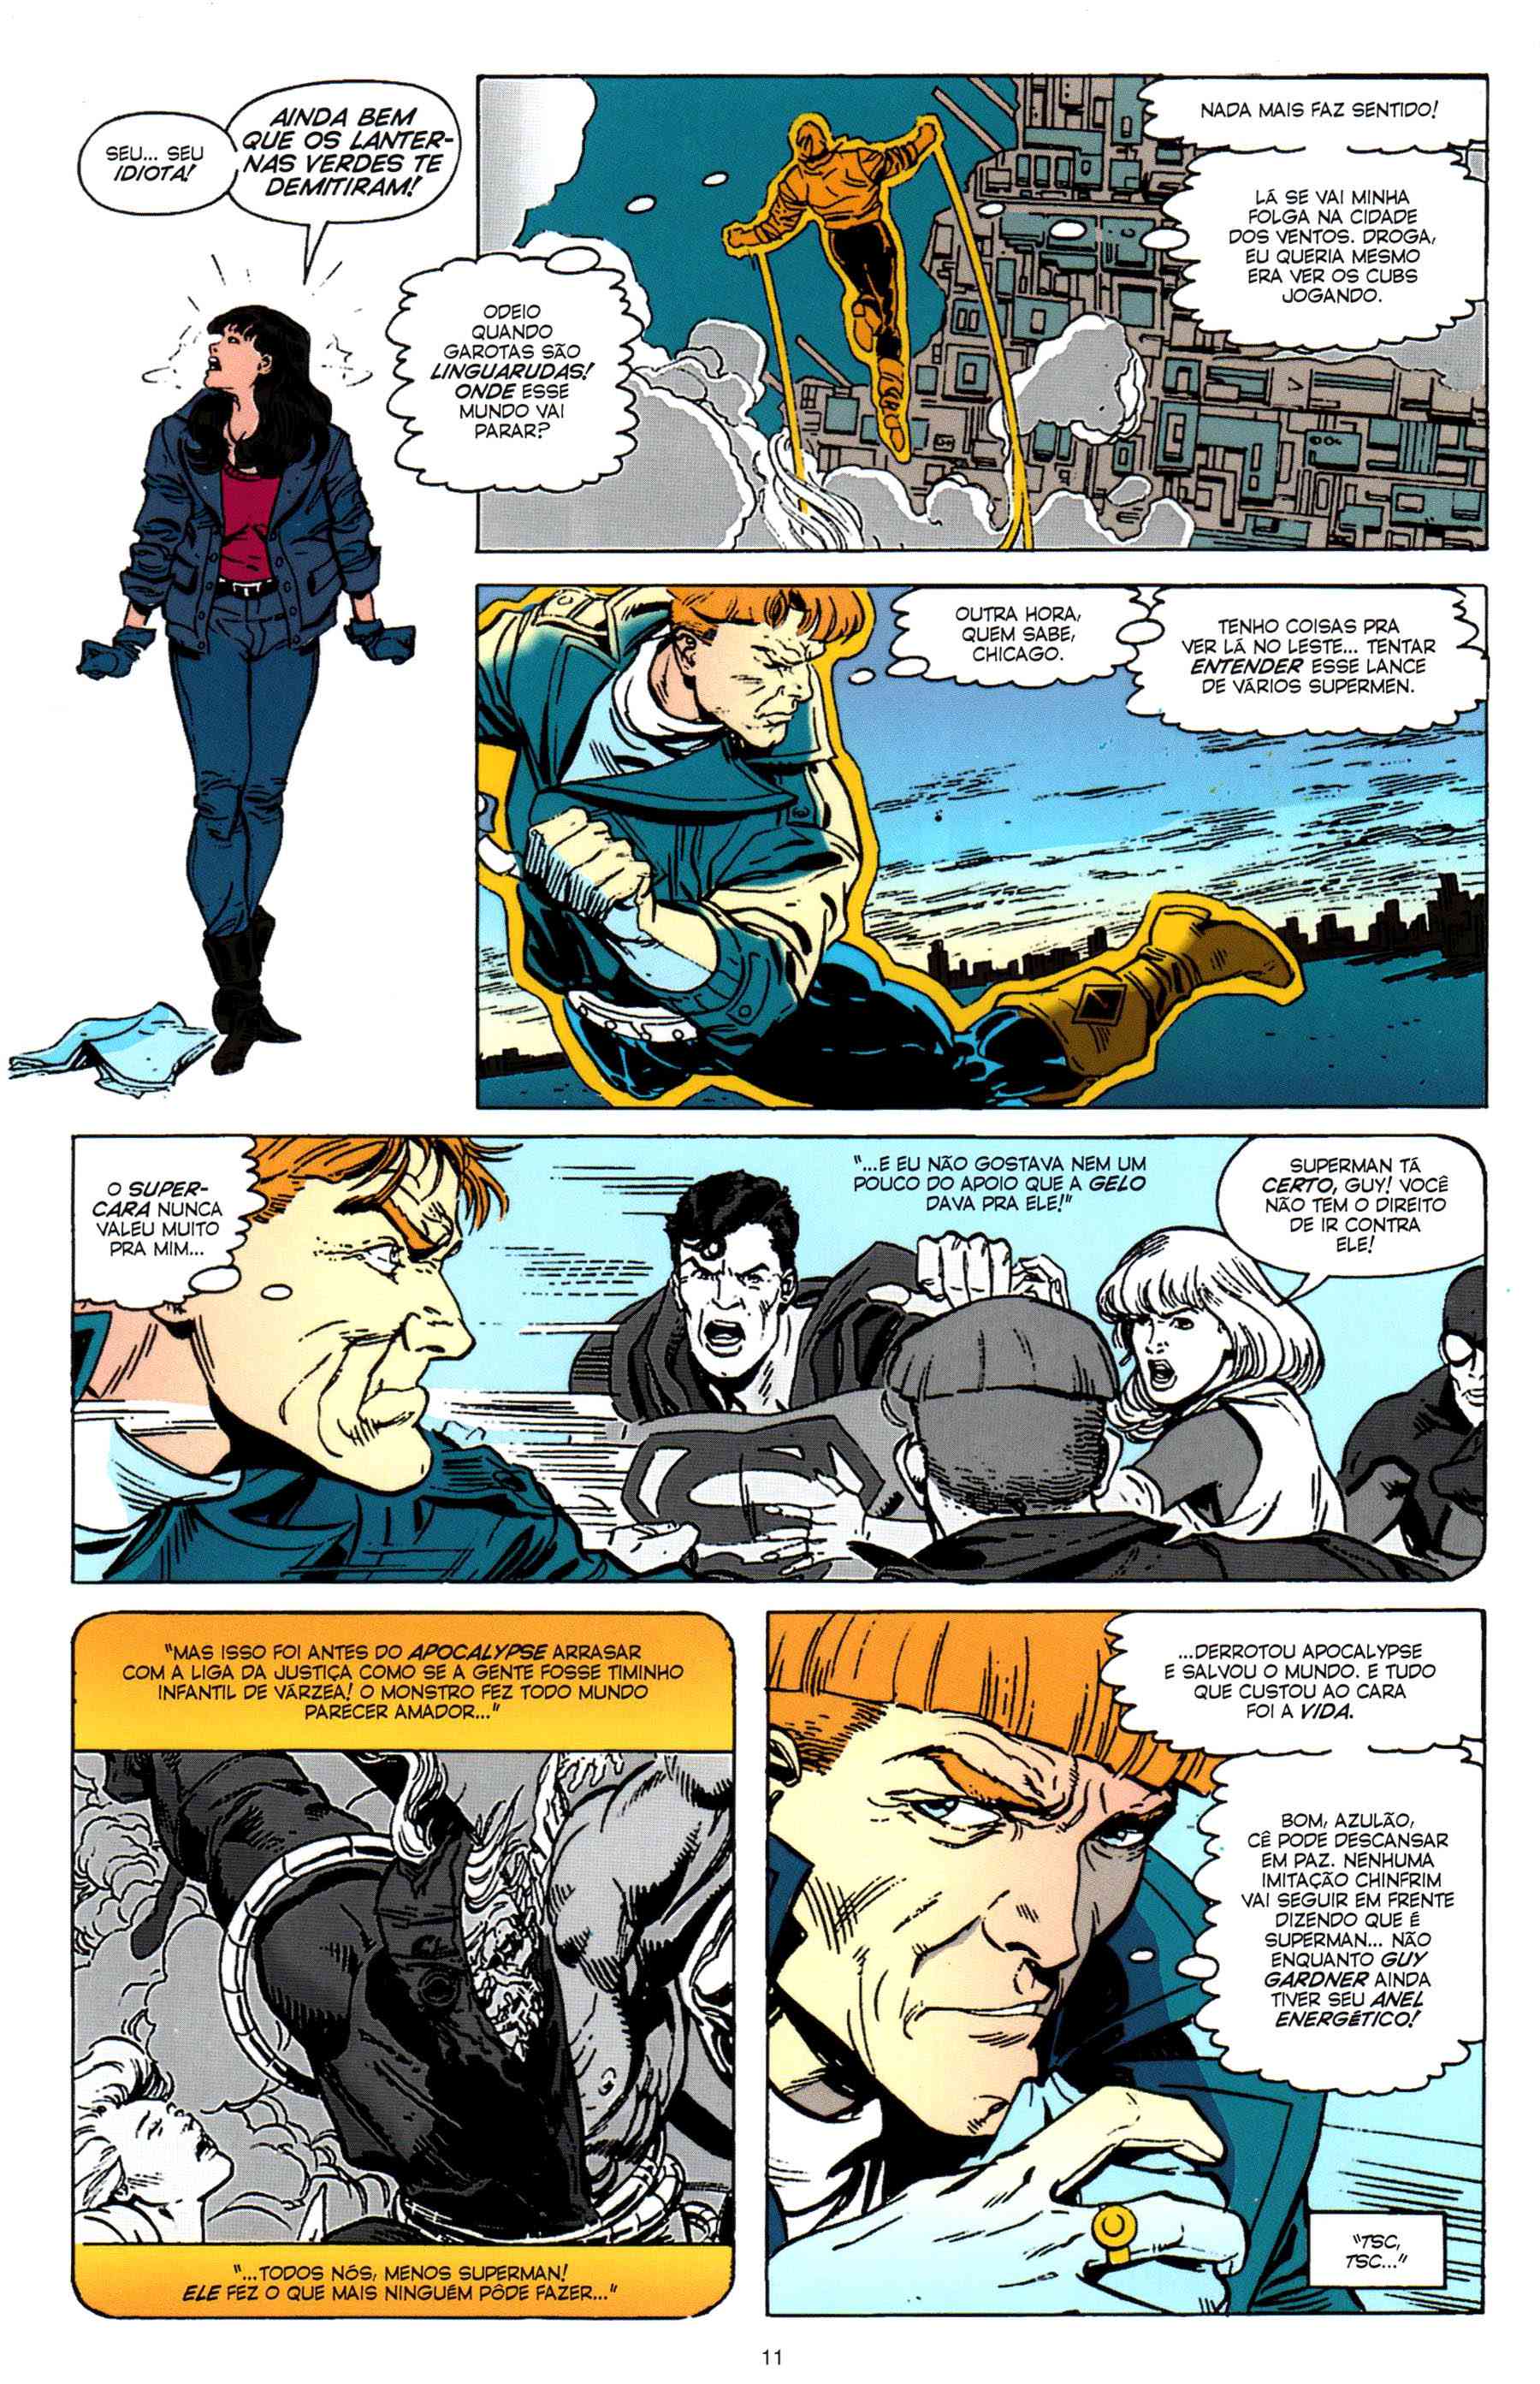 SEU... SEU
IDIOTA!
AINDA BEM
QUE OS LANTER-
NAS VERDES TE
DEMITIRAM!
ODEIO
QUANDO
GAROTAS SÃO
LINGUARUDAS!
ONDE ESSE
MUNDO VAI
PARAR?
NADA MAIS FAZ SENTIDO!
LÁ SE VAI MINHA
FOLGA NA CIDADE
DOS VENTOS. DROGA,
EU QUERIA MESMO
ERA VER OS CUBS
JOGANDO.
OUTRA HORA,
QUEM SABE,
CHICAGO.
TENHO COISAS PRA
VER LÁ NO LESTE... TENTAR
ENTENDER ESSE LANCE
DE VÁRIOS SUPERMEN.
O SUPER-
CARA NUNCA
VALEU MUITO
PRA MIM...
"...E EU NÃO GOSTAVA NEM UM
POUCO DO APOIO QUE A GELO
DAVA PRA ELE!"
SUPERMAN TÁ
CERTO, GUY! VOCÊ
NÃO TEM O DIREITO
DE IR CONTRA
ELE!
"MAS ISSO FOI ANTES DO APOCALYPSE ARRASAR
COM A LIGA DA JUSTIÇA COMO SE A GENTE FOSSE TIMINHO
INFANTIL DE VÁRZEA! O MONSTRO FEZ TODO MUNDO
PARECER AMADOR..."
"...TODOS NÓS, MENOS SUPERMAN!
ELE FEZ O QUE MAIS NINGUÉM PÔDE FAZER..."
...DERROTOU APOCALYPSE
E SALVOU O MUNDO. E TUDO
QUE CUSTOU AO CARA
FOI A VIDA.
BOM, AZULÃO,
CÊ PODE DESCANSAR
EM PAZ. NENHUMA
IMITAÇÃO CHINFRIM
VAI SEGUIR EM FRENTE
DIZENDO QUE É
SUPERMAN... NÃO
ENQUANTO GUY
GARDNER AINDA
TIVER SEU ANEL
ENERGÉTICO!
"TSC,
TSC..."
11